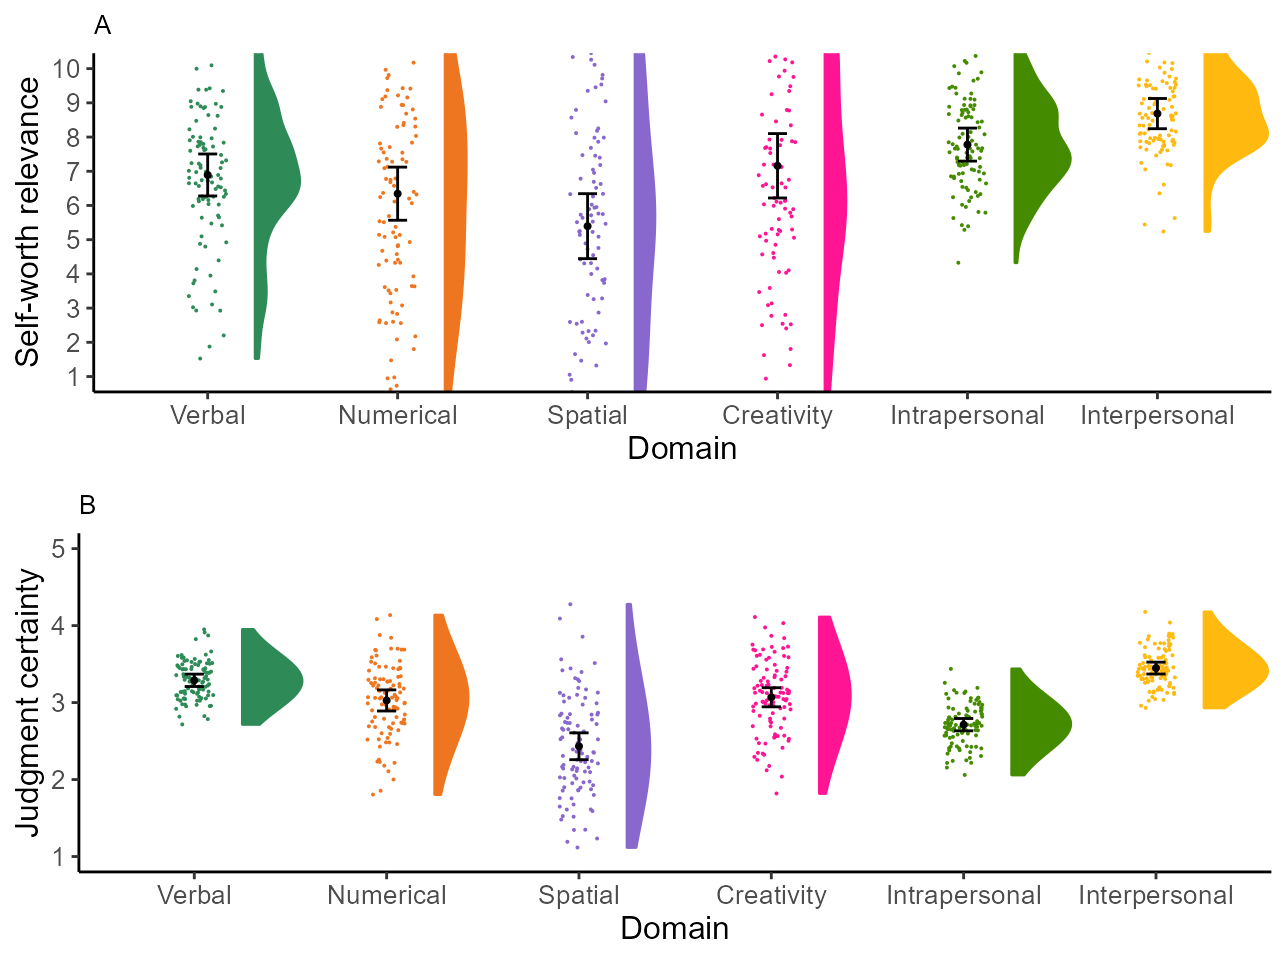 A
Self-worth relevance
10
9
8
7
6
5
4
3
2
1
Verbal Numerical Spatial Creativity Intrapersonal Interpersonal
Domain
B
Judgment certainty
5
4
3
2
1
Verbal Numerical Spatial Creativity Intrapersonal Interpersonal
Domain